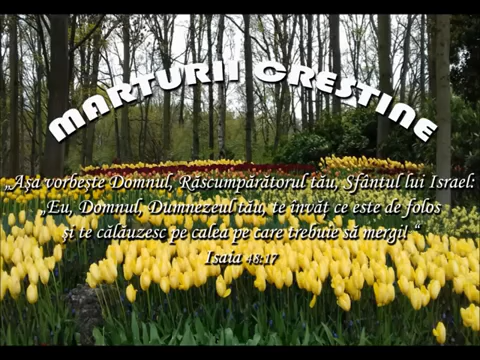 MARTURII CRESTINE
„Aşa vorbeşte Domnul, Răscumpărătorul tău, Sfântul lui Israel:
„Eu, Domnul, Dumnezeul tău, te învăt ce este de folos
şi te călăuzesc pe calea pe care trebuie să mergi! “
Isaia 48:17